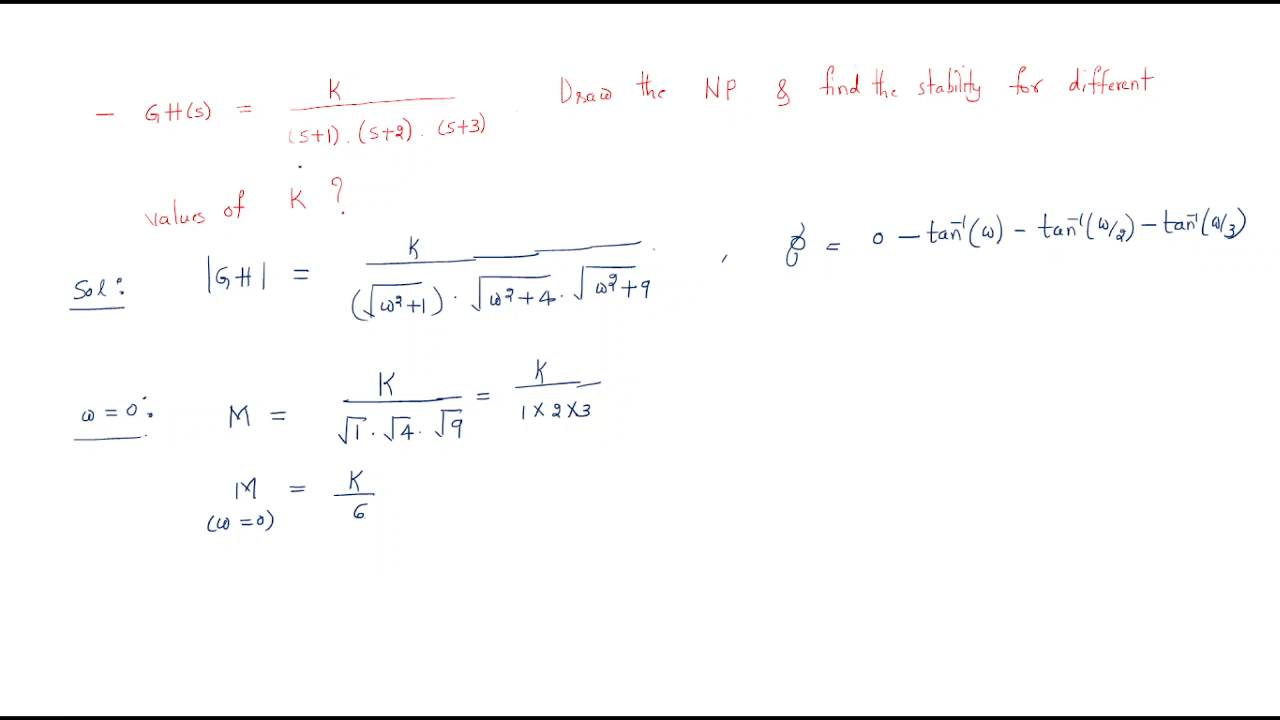 - GH(s) = K / (s+1) . (s+2) . (s+3) Draw the NP & find the stability for different
values of K ?
Sol: |GH| = K / (√ω²+1) . √ω²+4 . √ω²+9 , φ = 0 - tan⁻¹(ω) - tan⁻¹(ω/2) - tan⁻¹(ω/3)
ω = 0: M = K / √1 . √4 . √9 = K / 1 × 2 × 3
M (ω = 0) = K / 6